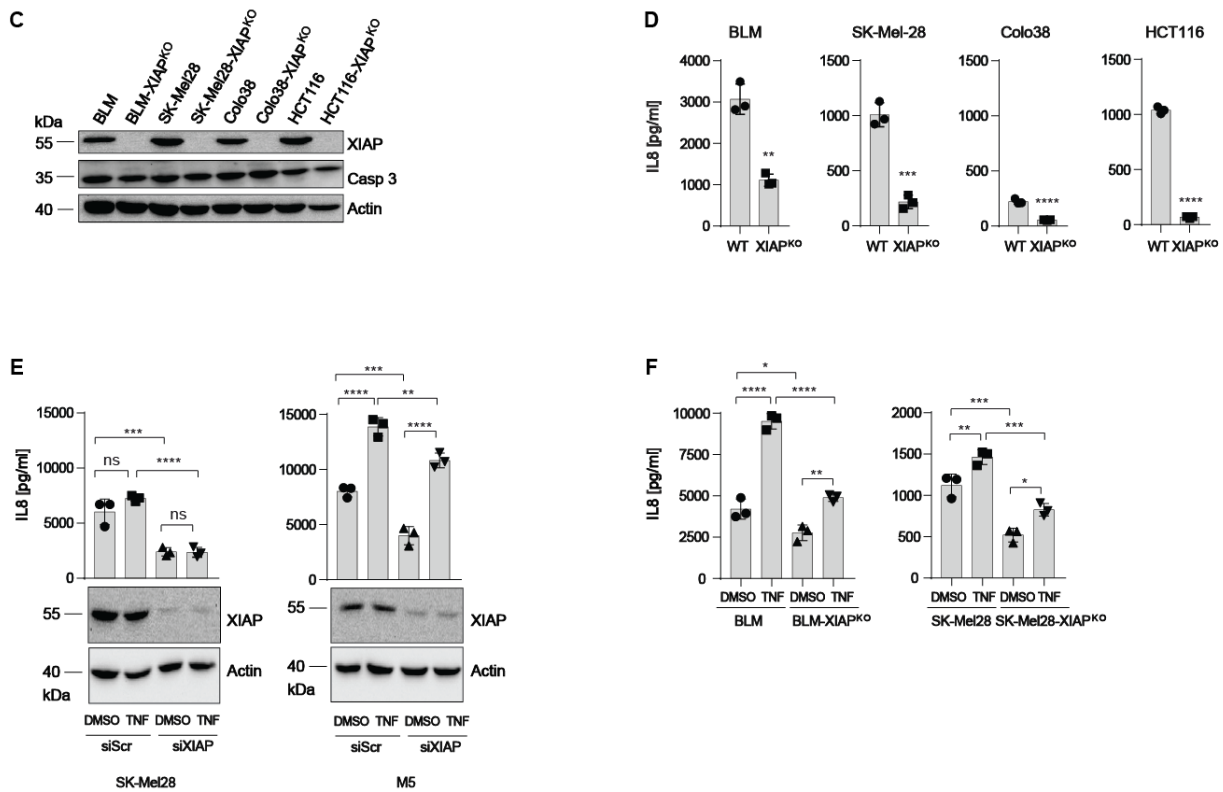 C
BLM
BLM-XIAPKO
SK-Mel28
SK-Mel28-XIAPKO
Colo38
Colo38-XIAPKO
HCT116
HCT116-XIAPKO
kDa
55
XIAP
35
Casp 3
40
Actin
D
BLM
SK-Mel-28
Colo38
HCT116
IL8 [pg/ml]
4000
3000
2000
1000
0
**
WT XIAPKO
1500
1000
500
0
***
WT XIAPKO
1500
1000
500
0
****
WT XIAPKO
1500
1000
500
0
****
WT XIAPKO
E
IL8 [pg/ml]
15000
10000
5000
0
***
ns
****
ns
55
XIAP
40
Actin
kDa
DMSO TNF DMSO TNF
siScr siXIAP
SK-Mel28
15000
10000
5000
0
***
**** **
****
55
XIAP
40
Actin
kDa
DMSO TNF DMSO TNF
siScr siXIAP
M5
F
IL8 [pg/ml]
10000
7500
5000
2500
0
*
**** ****
**
DMSO TNF DMSO TNF
BLM BLM-XIAPKO
2000
1500
1000
500
0
***
** ***
*
DMSO TNF DMSO TNF
SK-Mel28 SK-Mel28-XIAPKO